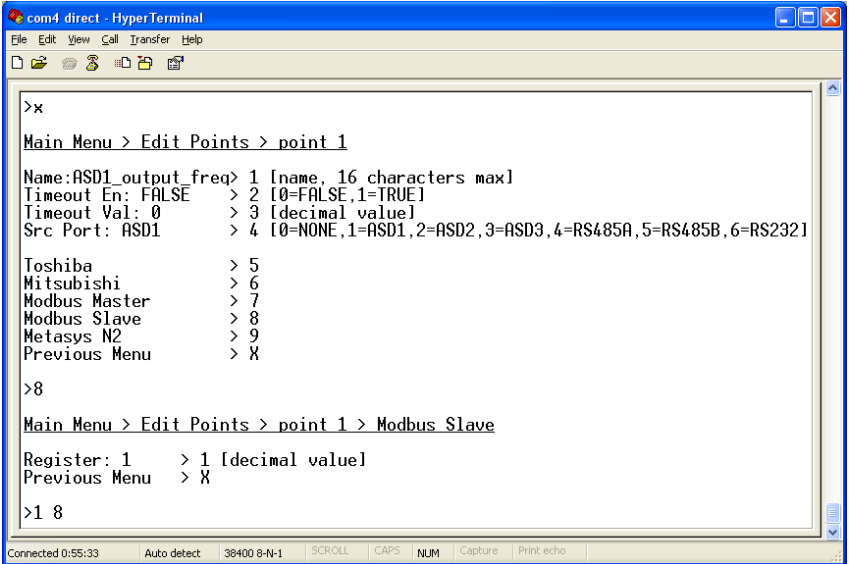 com4 direct - HyperTerminal
File Edit View Call Transfer Help
>x
Main Menu > Edit Points > point 1
Name:ASD1_output_freq> 1 [name, 16 characters max]
Timeout En: FALSE    > 2 [0=FALSE,1=TRUE]
Timeout Val: 0       > 3 [decimal value]
Src Port: ASD1       > 4 [0=NONE,1=ASD1,2=ASD2,3=ASD3,4=RS485A,5=RS485B,6=RS232]
Toshiba              > 5
Mitsubishi           > 6
Modbus Master        > 7
Modbus Slave         > 8
Metasys N2           > 9
Previous Menu        > X
>8
Main Menu > Edit Points > point 1 > Modbus Slave
Register: 1     > 1 [decimal value]
Previous Menu   > X
>1 8
Connected 0:55:33 Auto detect 38400 8-N-1 SCROLL CAPS NUM Capture Print echo